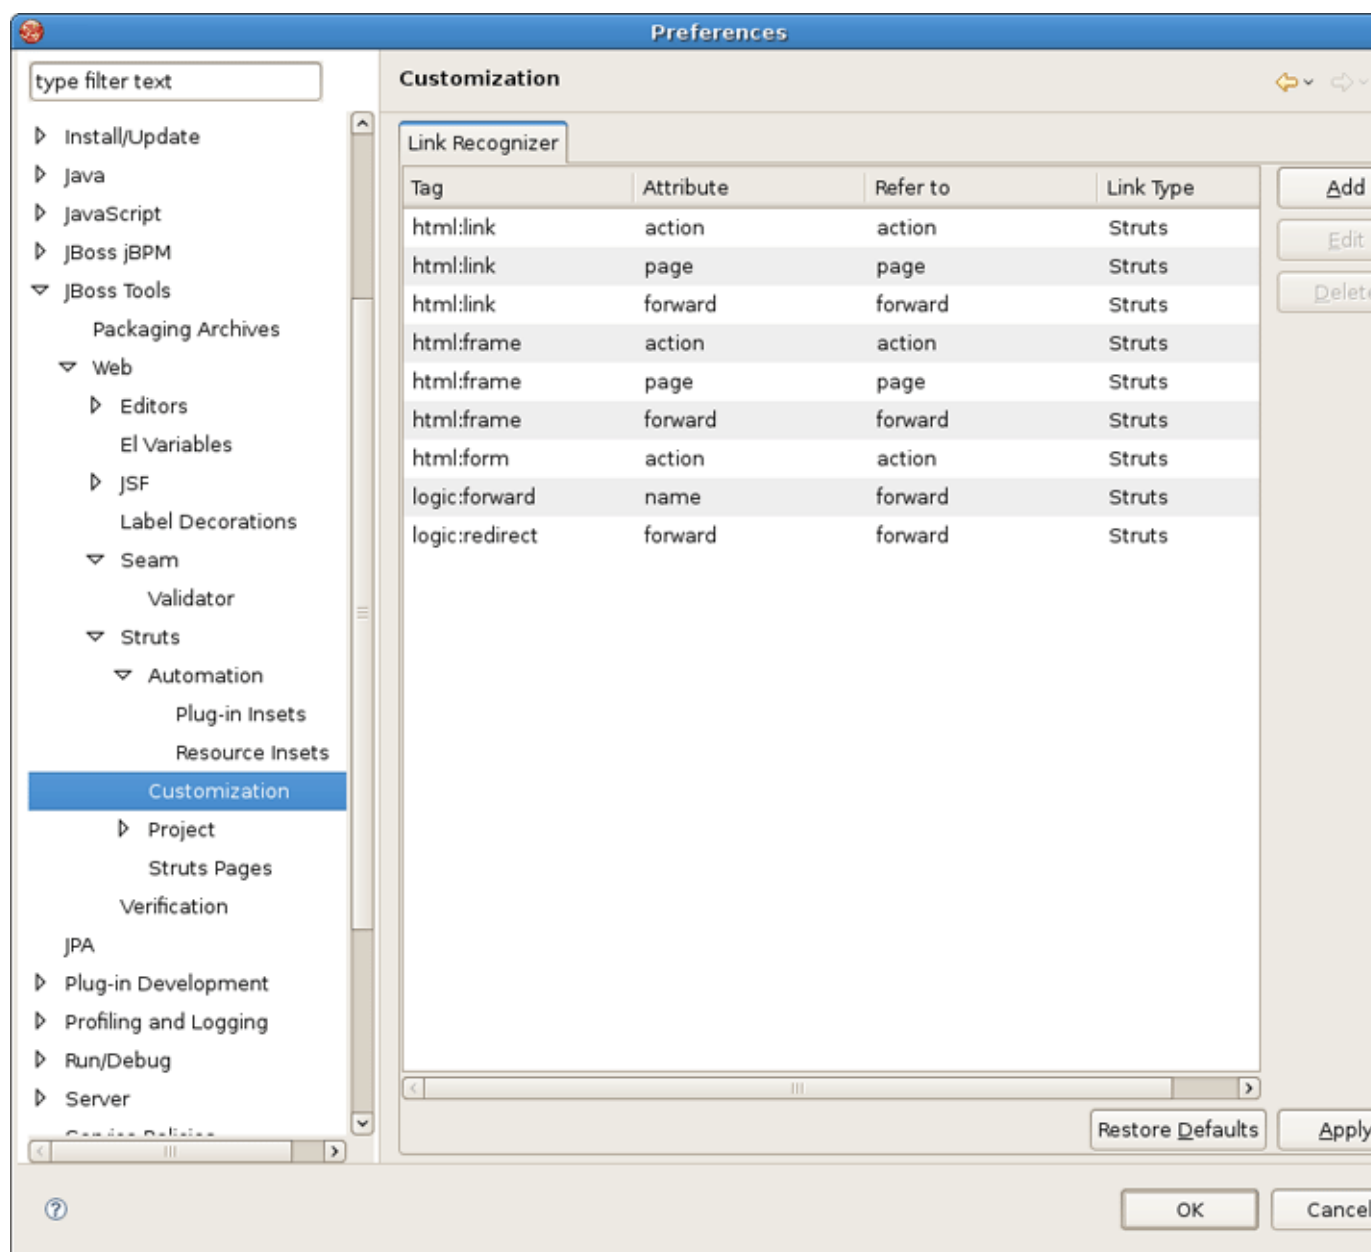 Preferences
type filter text
Customization
Install/Update
Java
JavaScript
JBoss jBPM
JBoss Tools
Packaging Archives
Web
Editors
El Variables
JSF
Label Decorations
Seam
Validator
Struts
Automation
Plug-in Insets
Resource Insets
Customization
Project
Struts Pages
Verification
JPA
Plug-in Development
Profiling and Logging
Run/Debug
Server
Link Recognizer
Tag Attribute Refer to Link Type
html:link action action Struts
html:link page page Struts
html:link forward forward Struts
html:frame action action Struts
html:frame page page Struts
html:frame forward forward Struts
html:form action action Struts
logic:forward name forward Struts
logic:redirect forward forward Struts
Add
Edit
Delete
Restore Defaults
Apply
OK
Cancel